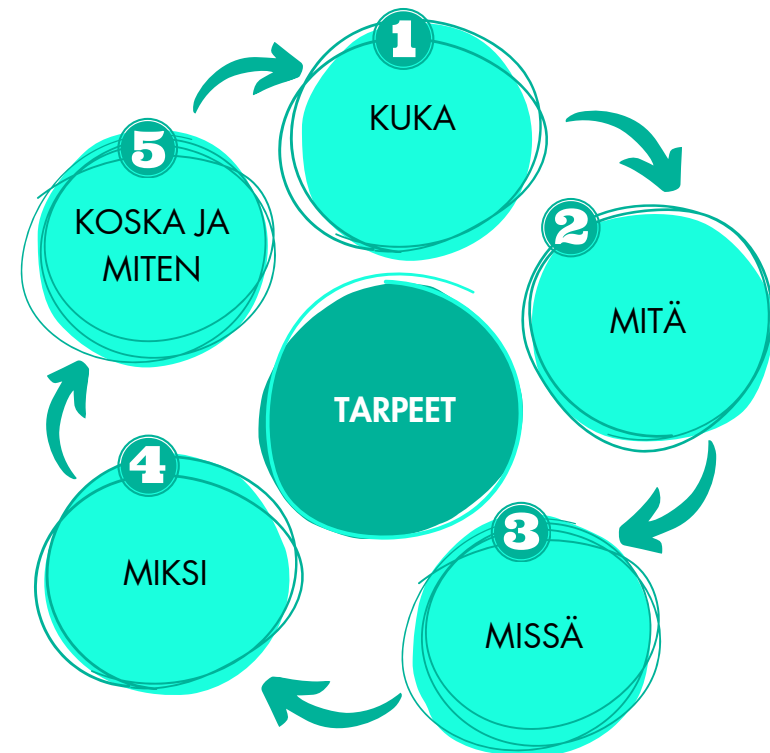 1
KUKA
2
MITÄ
3
MISSÄ
4
MIKSI
5
KOSKA JA
MITEN
TARPEET